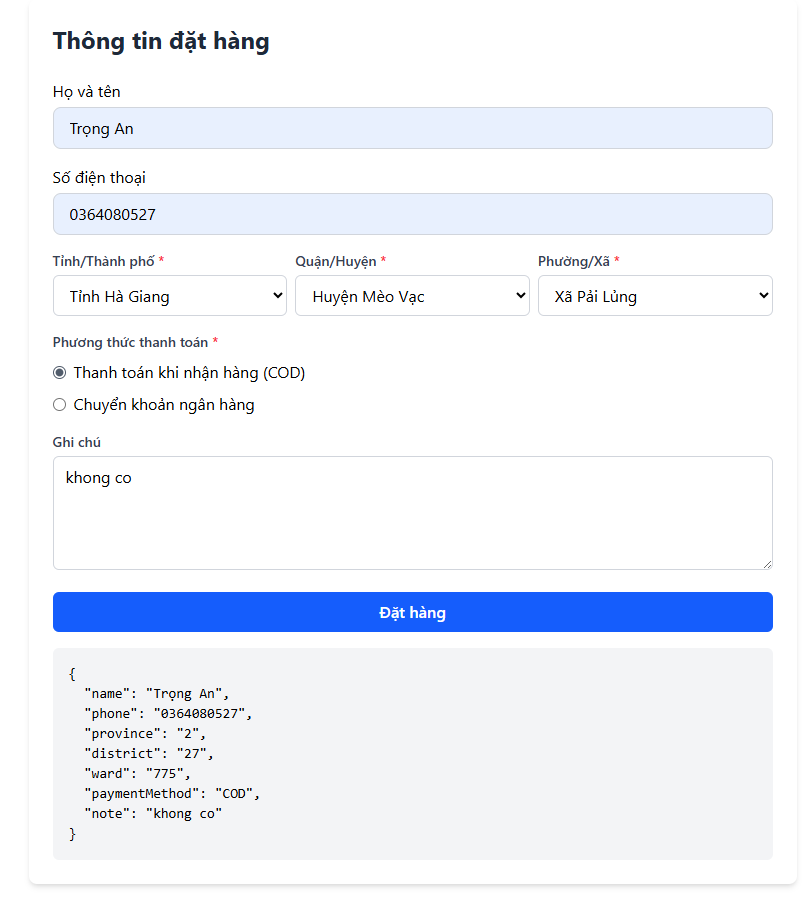 Thông tin đặt hàng
Họ và tên
Trọng An
Số điện thoại
0364080527
Tỉnh/Thành phố * Quận/Huyện * Phường/Xã *
Tỉnh Hà Giang Huyện Mèo Vạc Xã Pải Lủng
Phương thức thanh toán *
Thanh toán khi nhận hàng (COD)
Chuyển khoản ngân hàng
Ghi chú
khong co
Đặt hàng
{
"name": "Trọng An",
"phone": "0364080527",
"province": "2",
"district": "27",
"ward": "775",
"paymentMethod": "COD",
"note": "khong co"
}